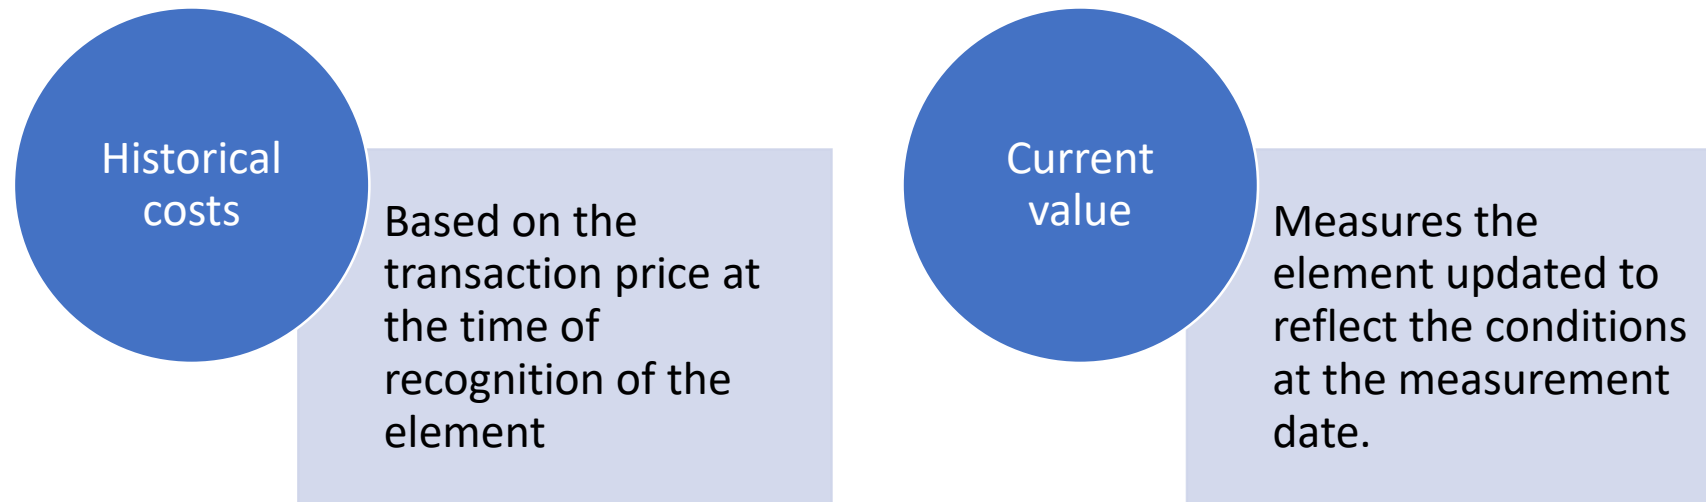 Historical
costs
Based on the
transaction price at
the time of
recognition of the
element
Current
value
Measures the
element updated to
reflect the conditions
at the measurement
date.